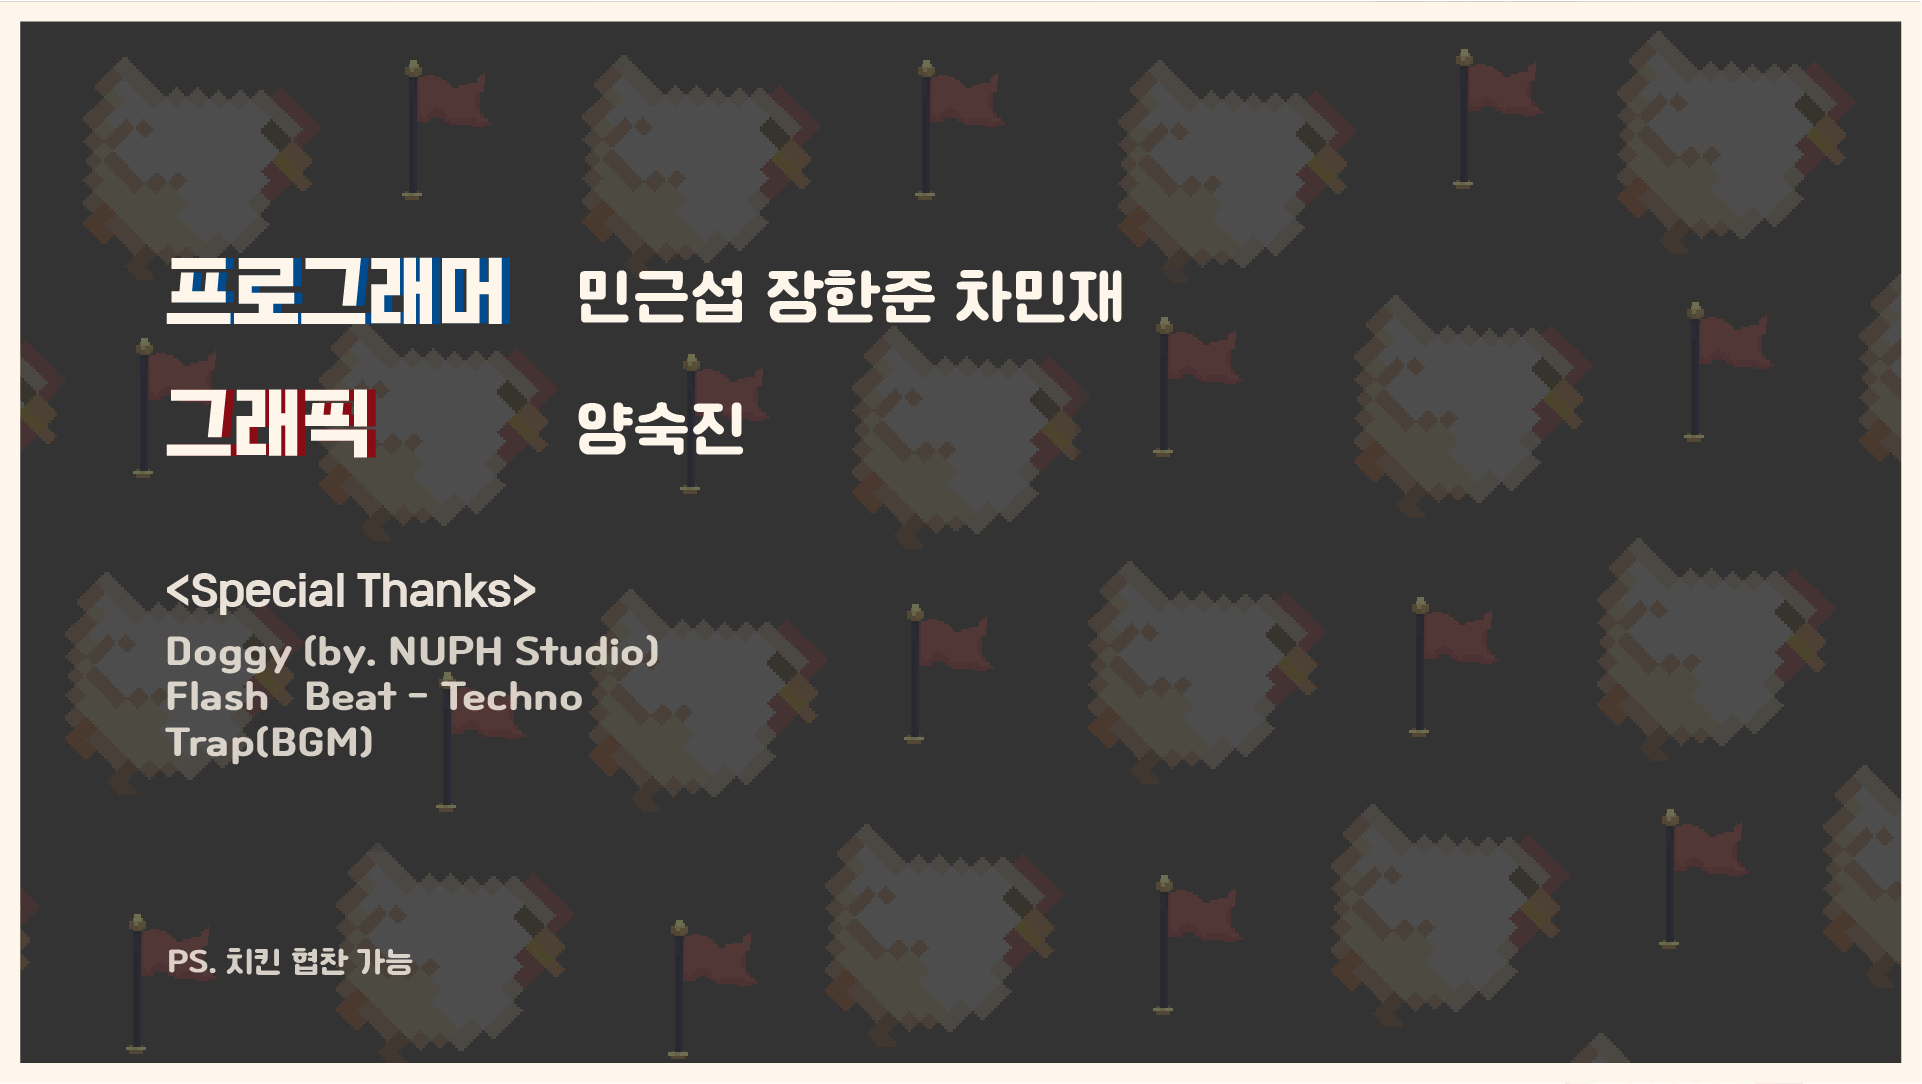 프로그래머 민근섭 장한준 차민재
그래픽 양숙진
<Special Thanks>
Doggy (by. NUPH Studio)
Flash Beat - Techno
Trap(BGM)
PS. 치킨 협찬 가능